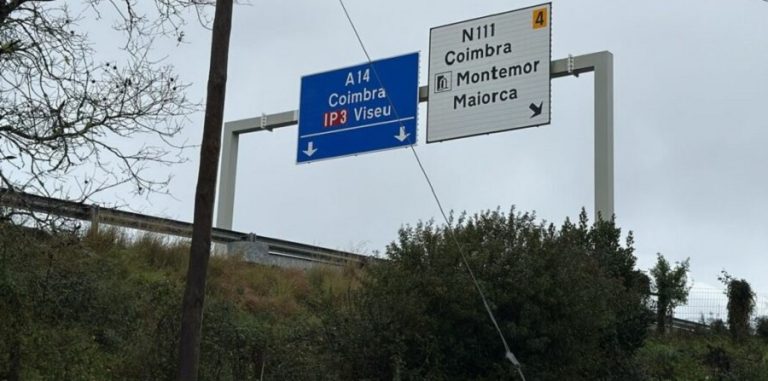 A14
Coimbra
IP3 Viseu
4
N111
Coimbra
Montemor
Maiorca